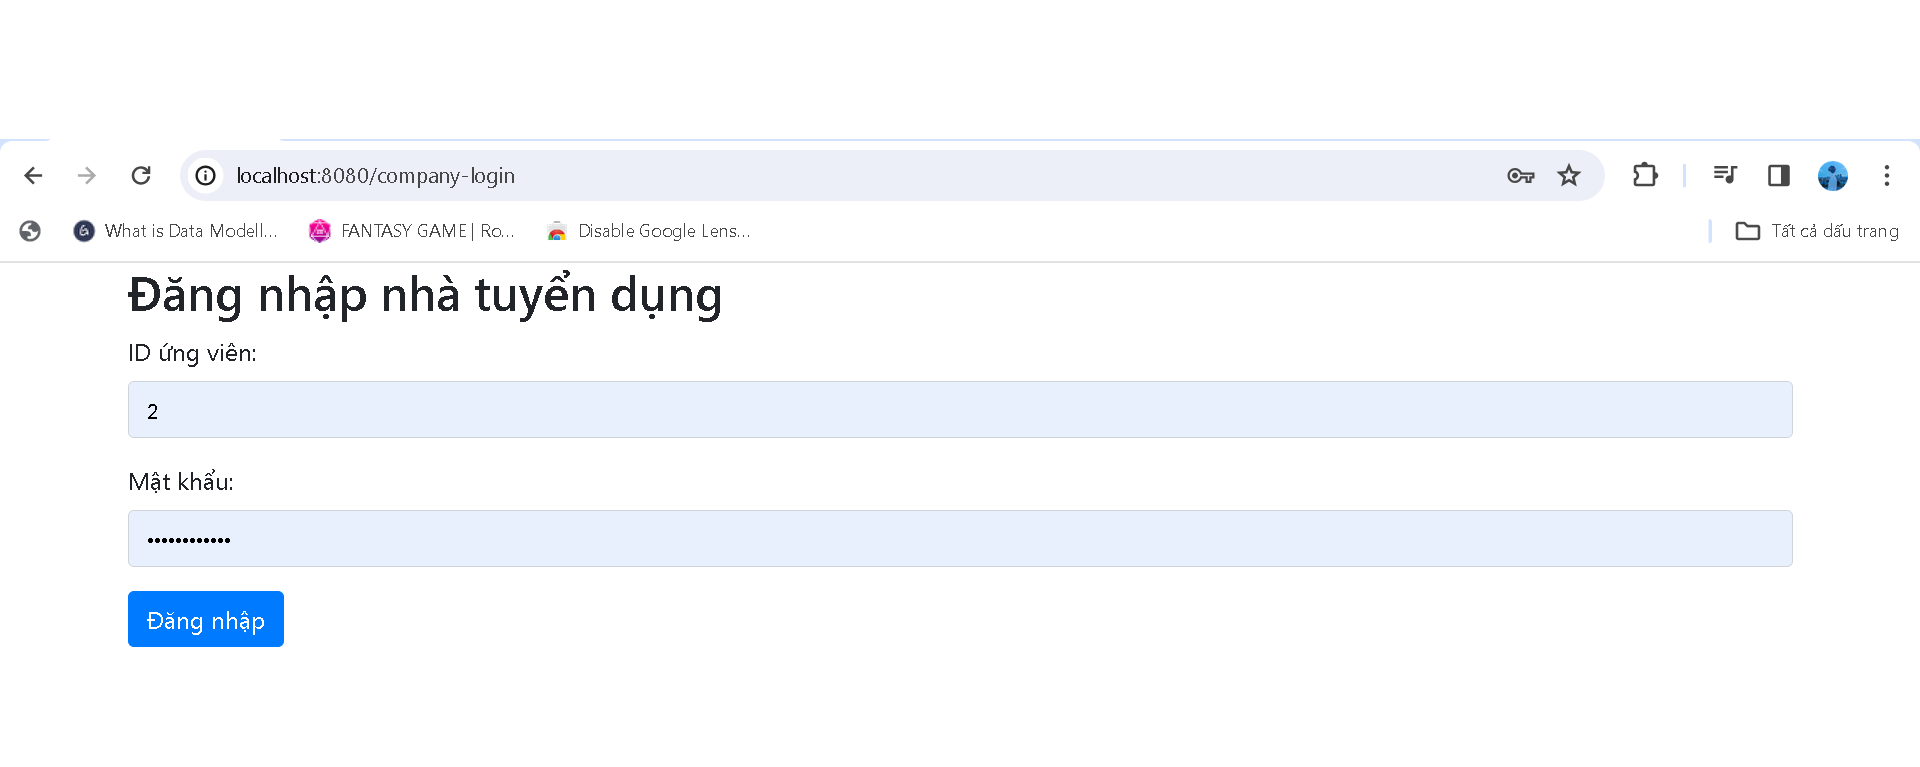 localhost:8080/company-login
What is Data Modell... FANTASY GAME | Ro... Disable Google Lens... Tất cả dấu trang
Đăng nhập nhà tuyển dụng
ID ứng viên:
2
Mật khẩu:
••••••••••••
Đăng nhập